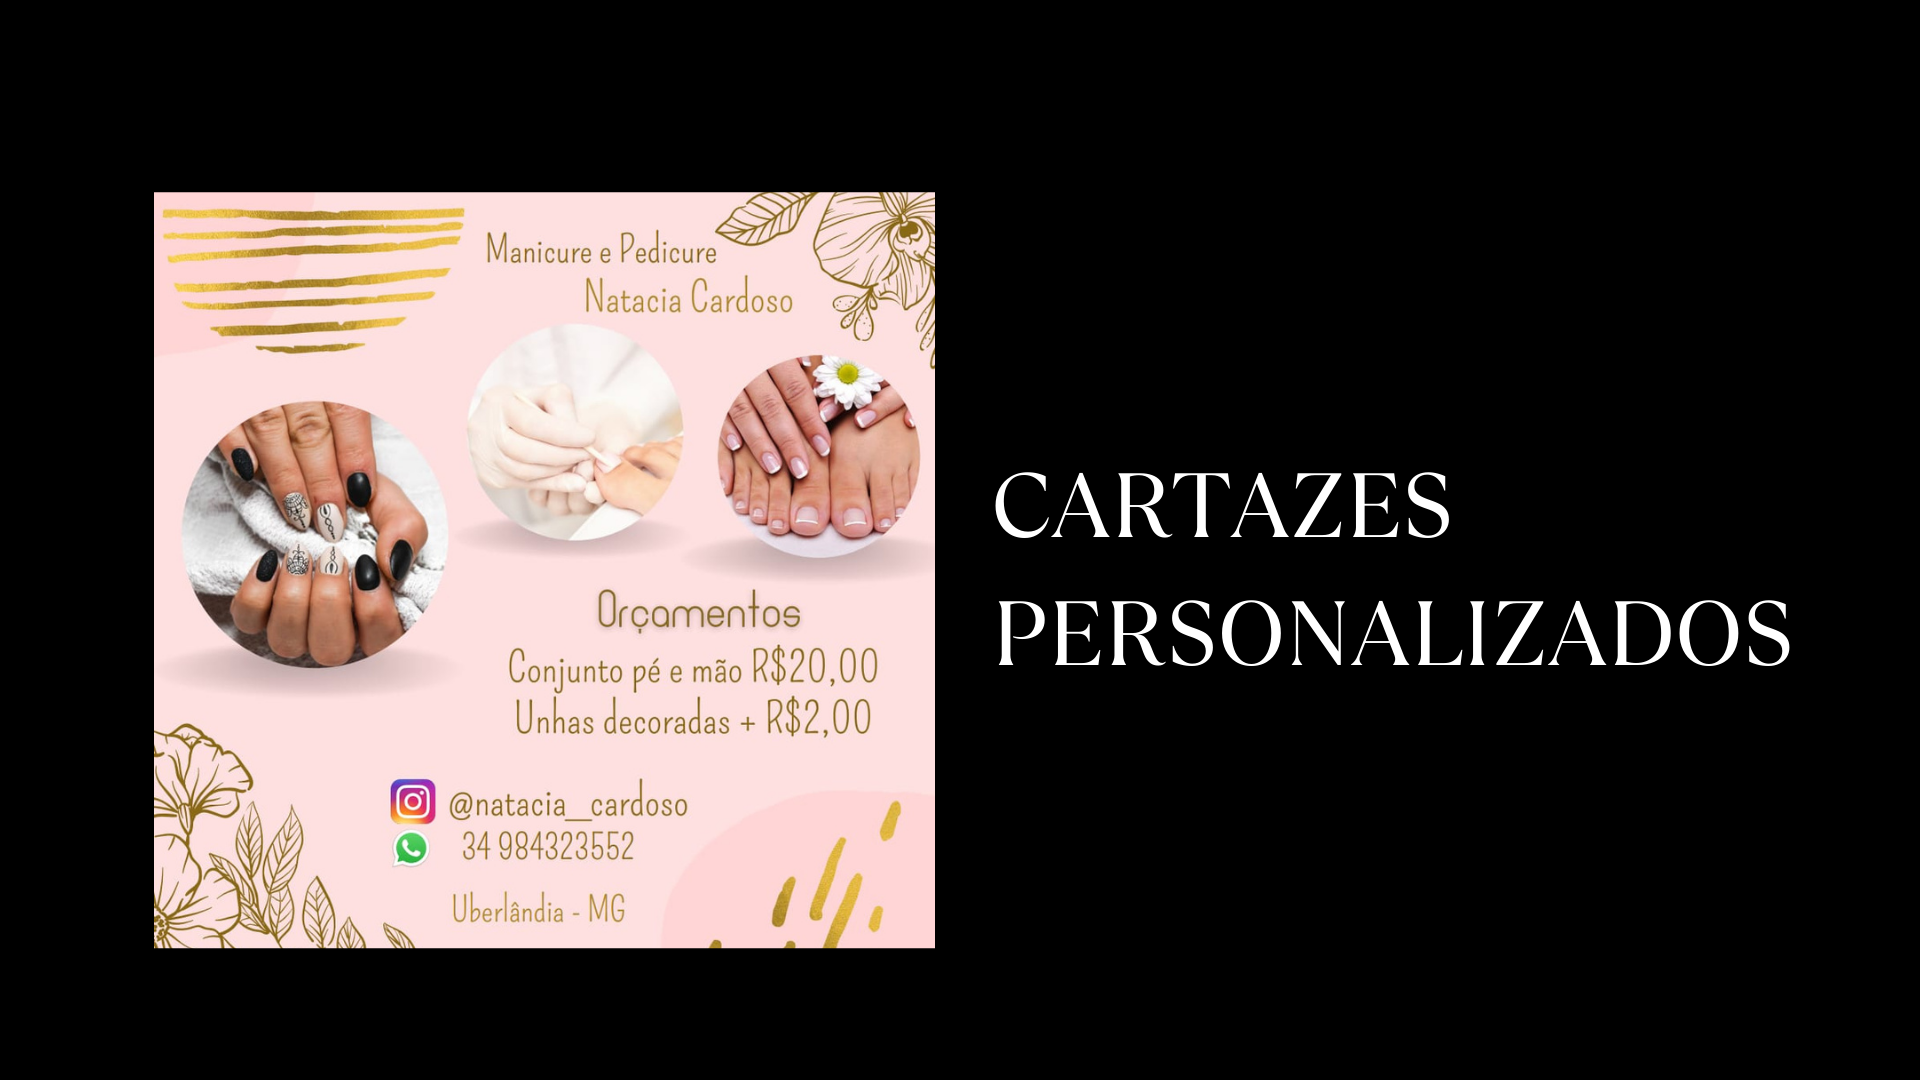 Manicure e Pedicure
Natacia Cardoso
Orçamentos
Conjunto pé e mão R$20,00
Unhas decoradas + R$2,00
@natacia__cardoso
34 984323552
Uberlândia - MG
CARTAZES
PERSONALIZADOS